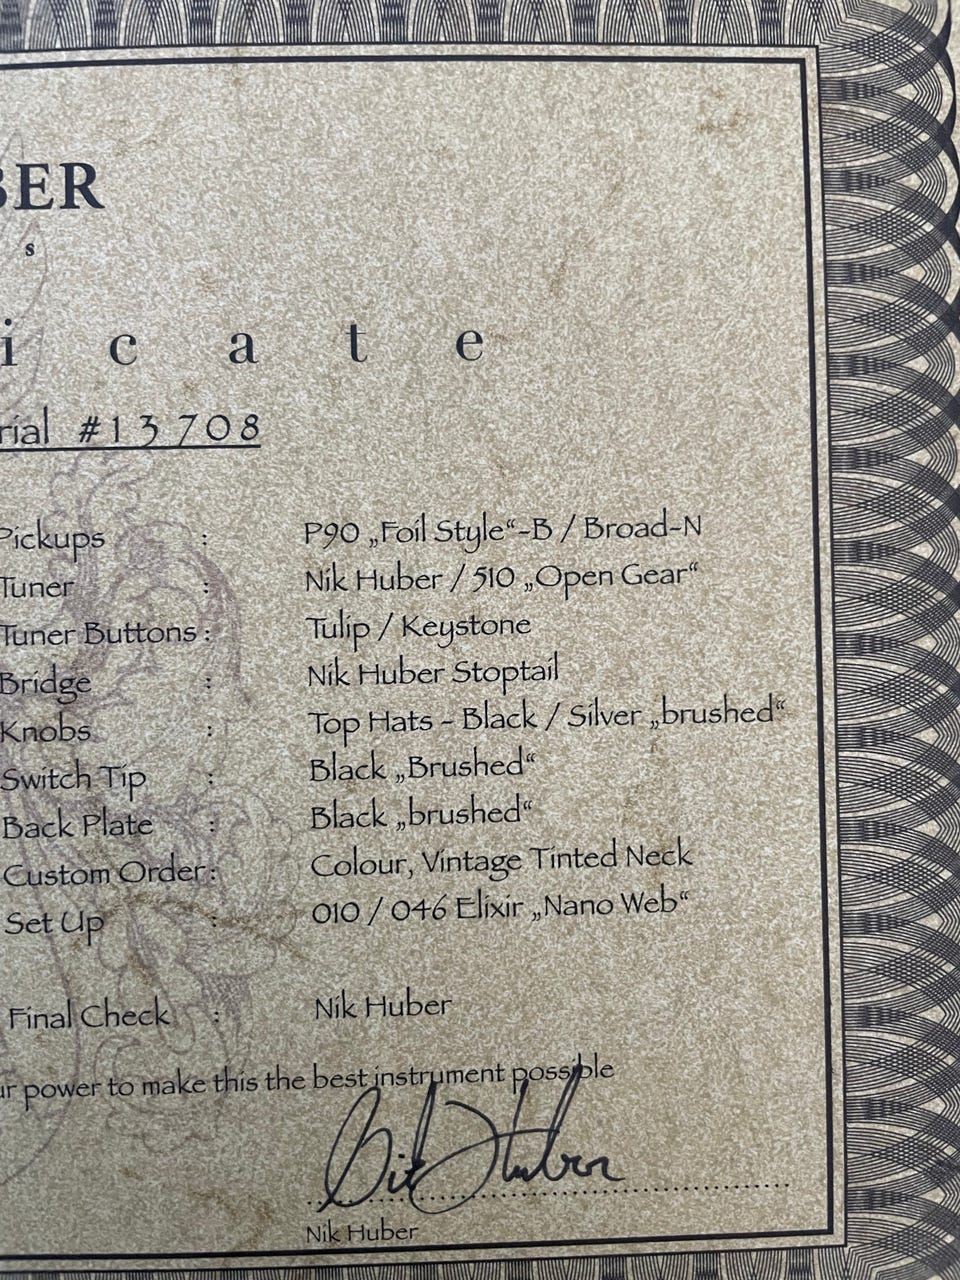 BER
s
i c a t e
rial #13708
Pickups : P90 „Foil Style“-B / Broad-N
Tuner : Nik Huber / 510 „Open Gear“
Tuner Buttons : Tulip / Keystone
Bridge : Nik Huber Stoptail
Knobs : Top Hats - Black / Silver „brushed“
Switch Tip : Black „Brushed“
Back Plate : Black „brushed“
Custom Order: Colour, Vintage Tinted Neck
Set Up : 010 / 046 Elixir „Nano Web“
Final Check : Nik Huber
ur power to make this the best instrument possible
Nik Huber
Nik Huber